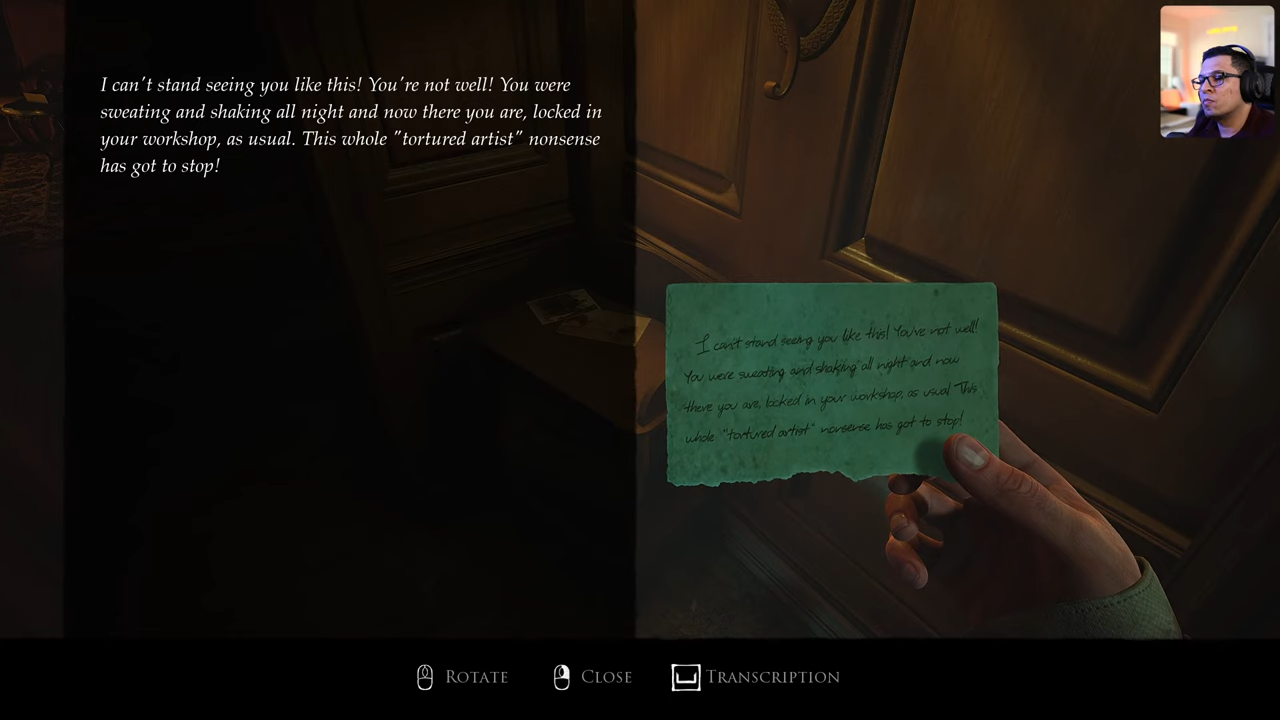 I can't stand seeing you like this! You're not well! You were
sweating and shaking all night and now there you are, locked in
your workshop, as usual. This whole "tortured artist" nonsense
has got to stop!
I can't stand seeing you like this! You've not well!
You were sweating and shaking all night and now
there you are, locked in your workshop, as usual This
whole "tortured artist" nonsense has got to stop!
ROTATE
CLOSE
TRANSCRIPTION